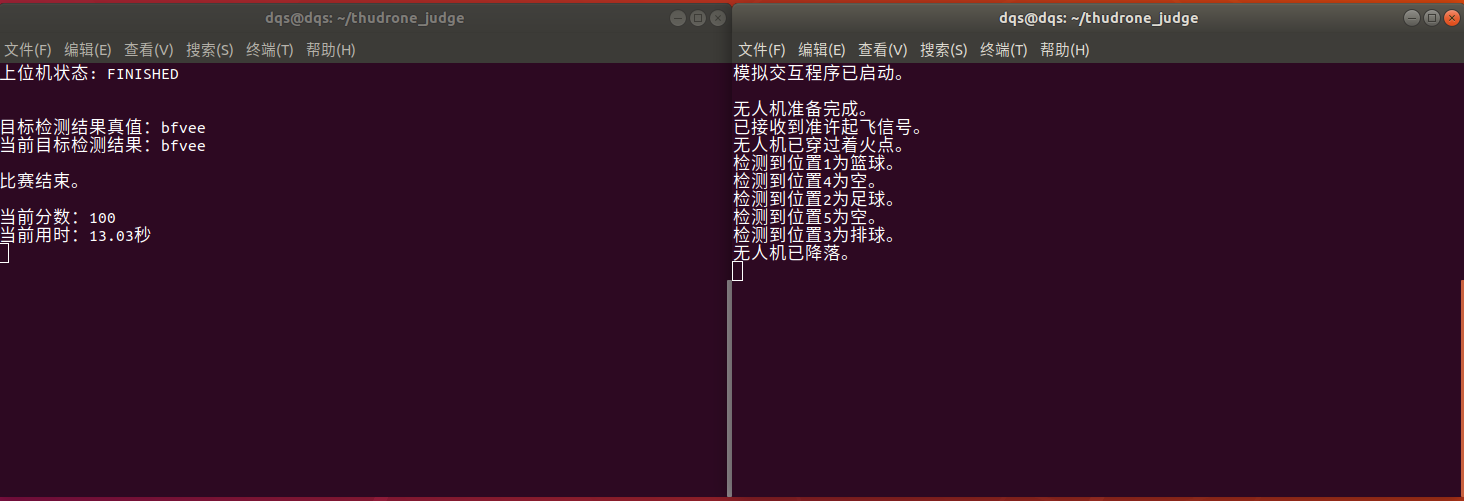 dqs@dqs: ~/thudrone_judge
文件(F) 编辑(E) 查看(V) 搜索(S) 终端(T) 帮助(H)
上位机状态: FINISHED
目标检测结果真值: bfvee
当前目标检测结果: bfvee
比赛结束。
当前分数: 100
当前用时: 13.03秒
dqs@dqs: ~/thudrone_judge
文件(F) 编辑(E) 查看(V) 搜索(S) 终端(T) 帮助(H)
模拟交互程序已启动。
无人机准备完成。
已接收到准许起飞信号。
无人机已穿过着火点。
检测到位置1为篮球。
检测到位置4为空。
检测到位置2为足球。
检测到位置5为空。
检测到位置3为排球。
无人机已降落。